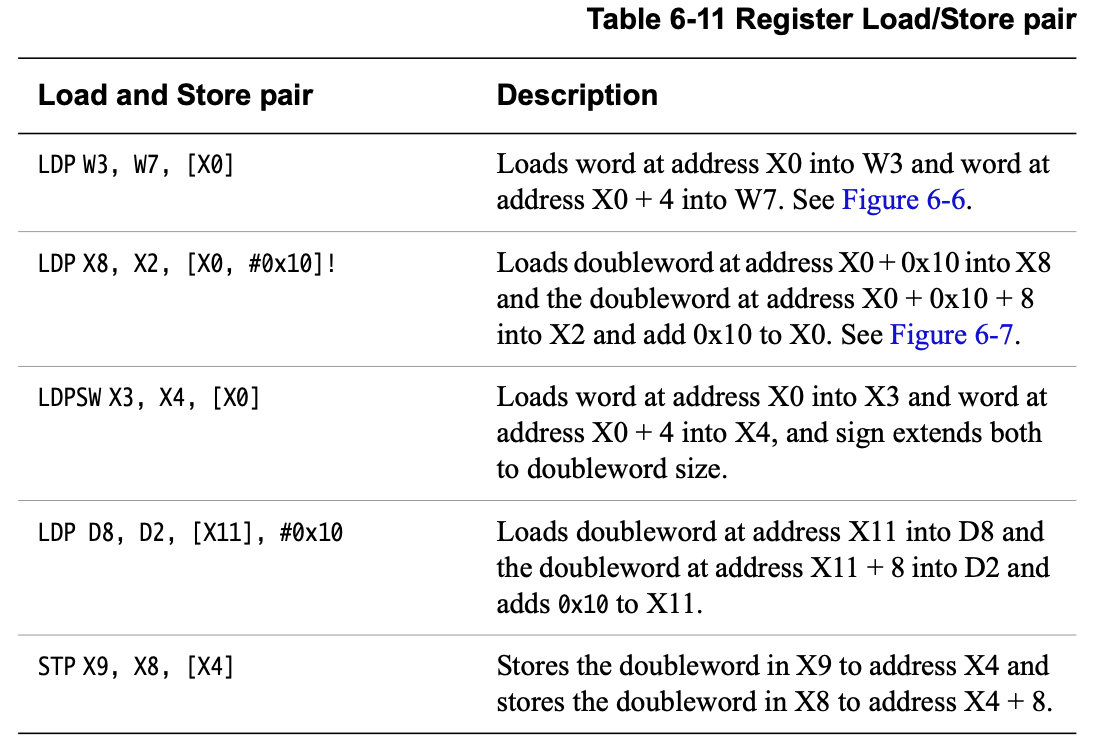 Table 6-11 Register Load/Store pair
Load and Store pair Description
LDP W3, W7, [X0] Loads word at address X0 into W3 and word at
address X0 + 4 into W7. See Figure 6-6.
LDP X8, X2, [X0, #0x10]! Loads doubleword at address X0 + 0x10 into X8
and the doubleword at address X0 + 0x10 + 8
into X2 and add 0x10 to X0. See Figure 6-7.
LDPSW X3, X4, [X0] Loads word at address X0 into X3 and word at
address X0 + 4 into X4, and sign extends both
to doubleword size.
LDP D8, D2, [X11], #0x10 Loads doubleword at address X11 into D8 and
the doubleword at address X11 + 8 into D2 and
adds 0x10 to X11.
STP X9, X8, [X4] Stores the doubleword in X9 to address X4 and
stores the doubleword in X8 to address X4 + 8.